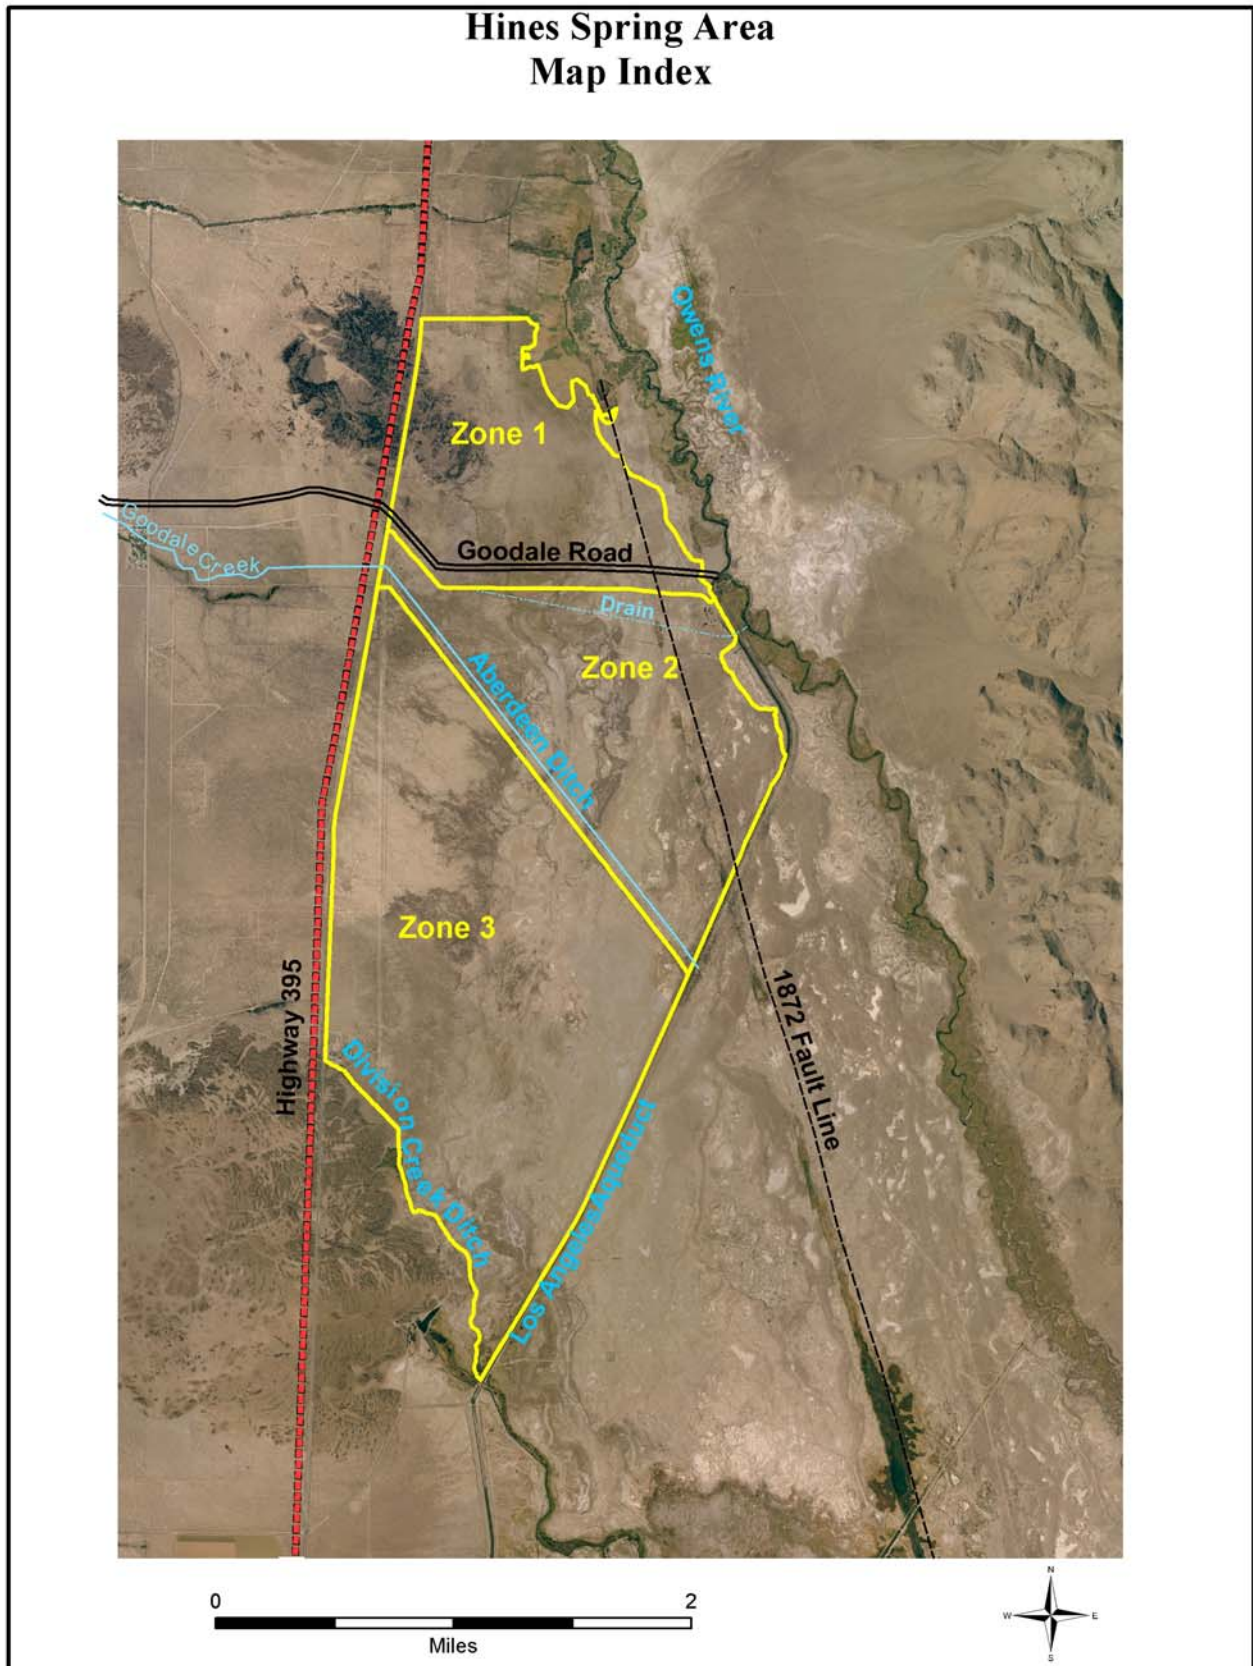 Hines Spring Area
Map Index
Owens River
Zone 1
Goodale Creek
Goodale Road
Drain
Zone 2
Aberdeen Ditch
Zone 3
Highway 395
1872 Fault Line
Division Creek Ditch
Los Angeles Aqueduct
0 2
Miles
N
W E
S